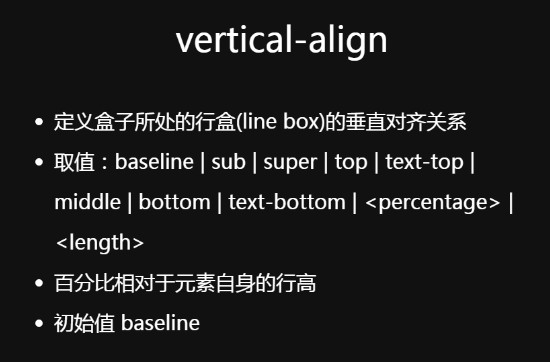 vertical-align
• 定义盒子所处的行盒(line box)的垂直对齐关系
• 取值：baseline | sub | super | top | text-top |
middle | bottom | text-bottom | <percentage> |
<length>
• 百分比相对于元素自身的行高
• 初始值 baseline